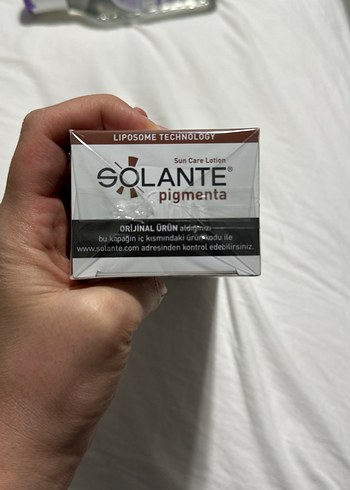 LIPOSOME TECHNOLOGY
Sun Care Lotion
SOLANTE®
pigmenta
ORİJİNAL ÜRÜN aldığınızı
bu kapağın iç kısmındaki ürün kodu ile
www.solante.com adresinden kontrol edebilirsiniz.